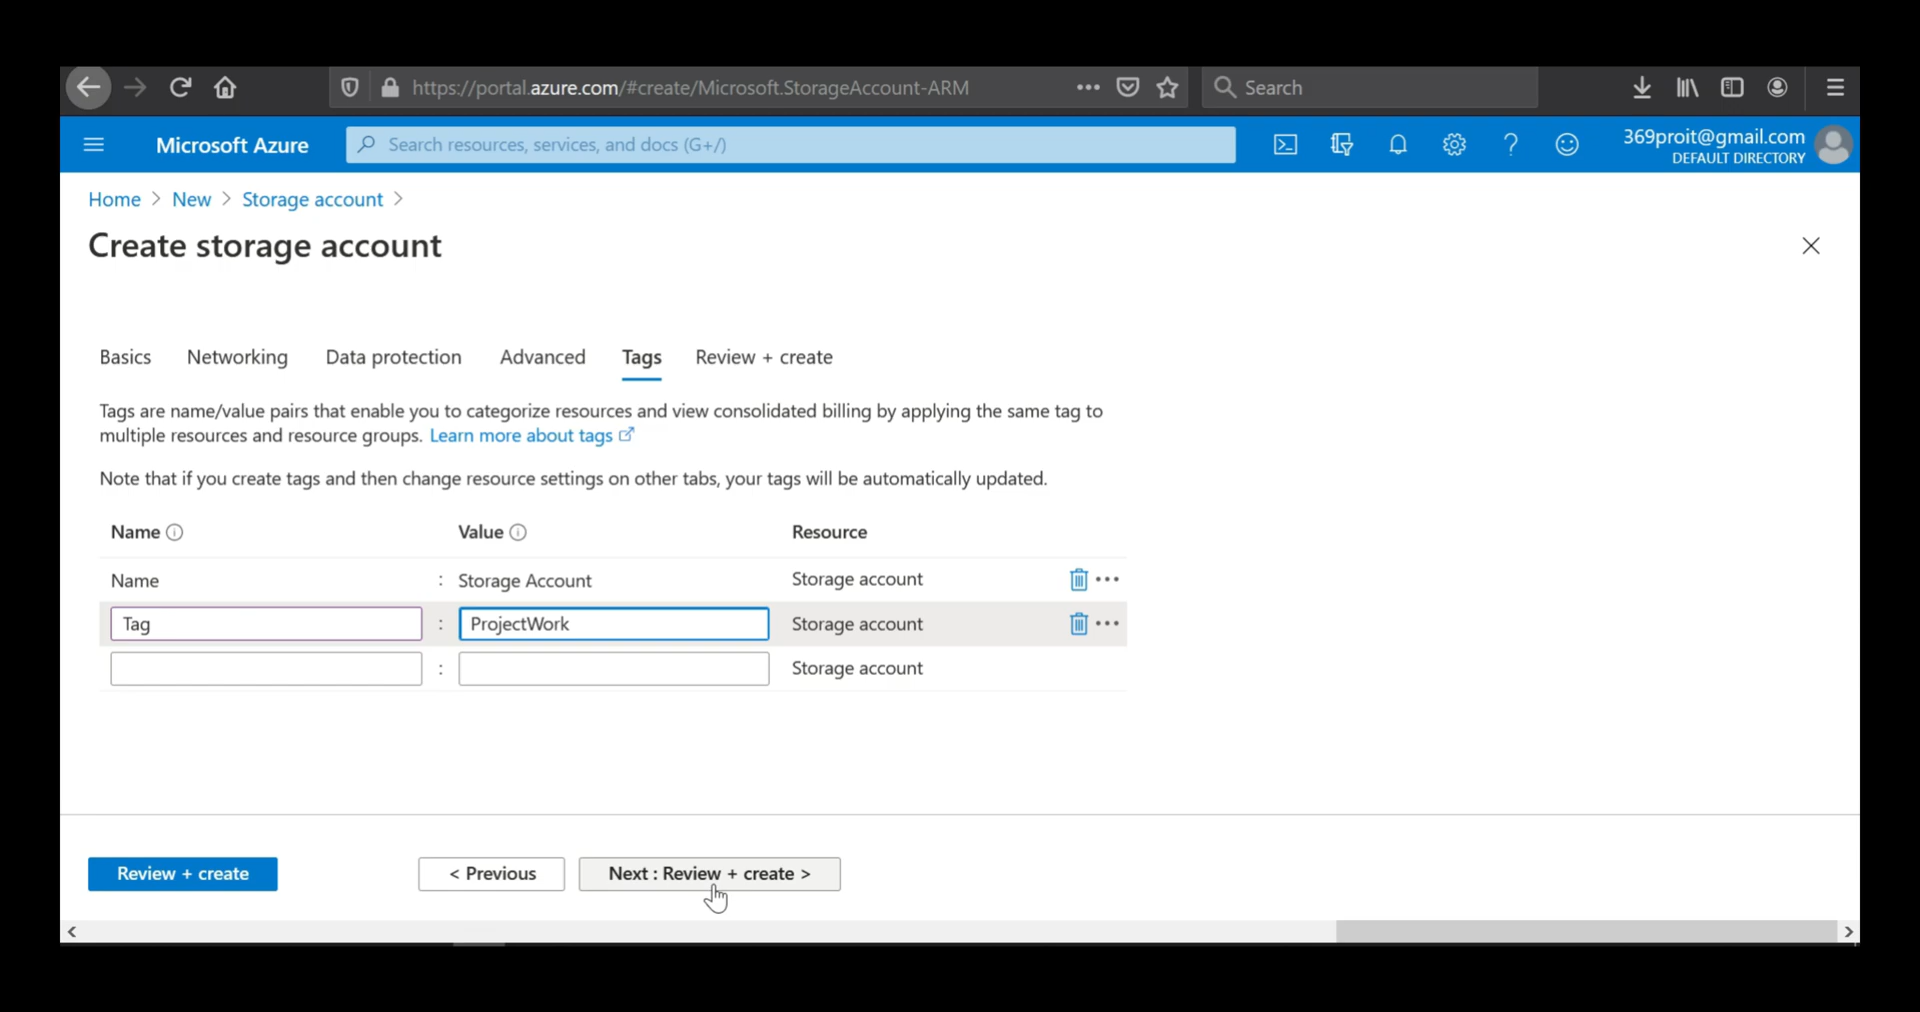 https://portal.azure.com/#create/Microsoft.StorageAccount-ARM
Search
Microsoft Azure
Search resources, services, and docs (G+/)
369proit@gmail.com
DEFAULT DIRECTORY
Home > New > Storage account >
Create storage account
Basics Networking Data protection Advanced Tags Review + create
Tags are name/value pairs that enable you to categorize resources and view consolidated billing by applying the same tag to
multiple resources and resource groups. Learn more about tags
Note that if you create tags and then change resource settings on other tabs, your tags will be automatically updated.
Name Value Resource
Name : Storage Account Storage account
Tag : ProjectWork Storage account
: Storage account
Review + create < Previous Next : Review + create >